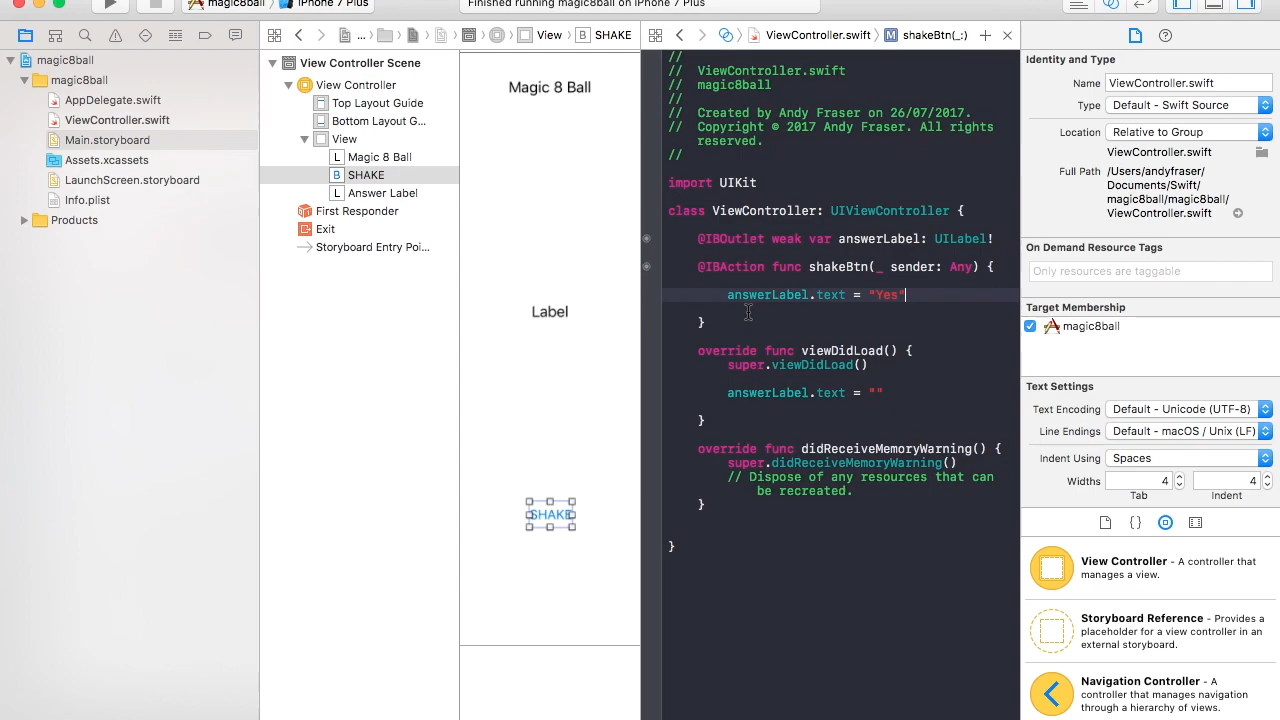 magic8ball
iPhone 7 Plus
Finished running magic8ball on iPhone 7 Plus
...
View
SHAKE
ViewController.swift
shakeBtn(_:)
magic8ball
magic8ball
AppDelegate.swift
ViewController.swift
Main.storyboard
Assets.xcassets
LaunchScreen.storyboard
Info.plist
Products
View Controller Scene
View Controller
Top Layout Guide
Bottom Layout G...
View
L Magic 8 Ball
B SHAKE
L Answer Label
First Responder
Exit
Storyboard Entry Poi...
Magic 8 Ball
Label
SHAKE
//
// ViewController.swift
// magic8ball
//
// Created by Andy Fraser on 26/07/2017.
// Copyright © 2017 Andy Fraser. All rights
reserved.
//
import UIKit
class ViewController: UIViewController {
@IBOutlet weak var answerLabel: UILabel!
@IBAction func shakeBtn(_ sender: Any) {
answerLabel.text = "Yes"
}
override func viewDidLoad() {
super.viewDidLoad()
answerLabel.text = ""
}
override func didReceiveMemoryWarning() {
super.didReceiveMemoryWarning()
// Dispose of any resources that can
be recreated.
}
}
Identity and Type
Name ViewController.swift
Type Default - Swift Source
Location Relative to Group
ViewController.swift
Full Path /Users/andyfraser/
Documents/Swift/
magic8ball/magic8ball/
ViewController.swift
On Demand Resource Tags
Only resources are taggable
Target Membership
magic8ball
Text Settings
Text Encoding Default - Unicode (UTF-8)
Line Endings Default - macOS / Unix (LF)
Indent Using Spaces
Widths 4 4
Tab Indent
View Controller - A controller that
manages a view.
Storyboard Reference - Provides a
placeholder for a view controller in an
external storyboard.
Navigation Controller - A
controller that manages navigation
through a hierarchy of views.